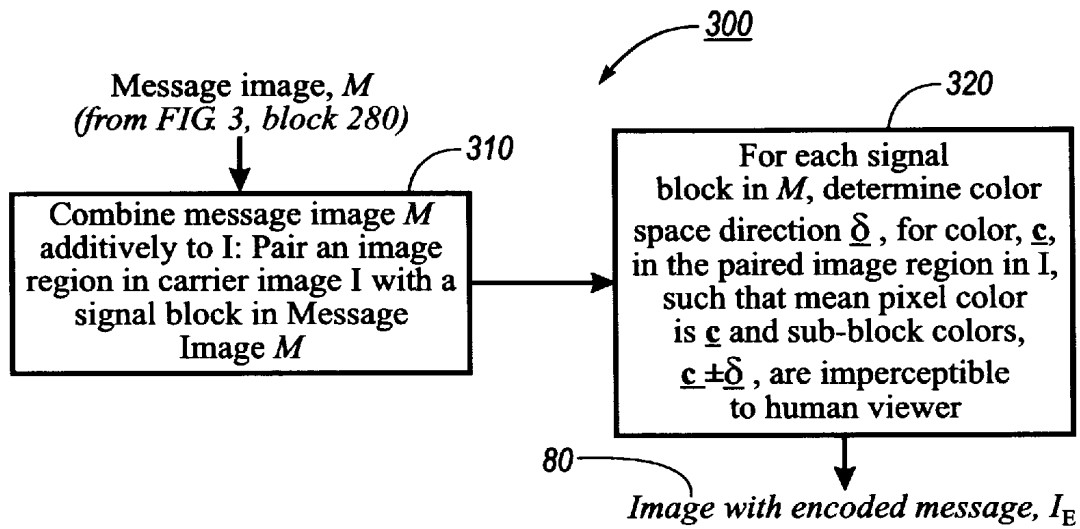 300
Message image, M
(from FIG. 3, block 280)
310
Combine message image M
additively to I: Pair an image
region in carrier image I with a
signal block in Message
Image M
320
For each signal
block in M, determine color
space direction δ , for color, c,
in the paired image region in I,
such that mean pixel color
is c and sub-block colors,
c ±δ , are imperceptible
to human viewer
80
Image with encoded message, IE